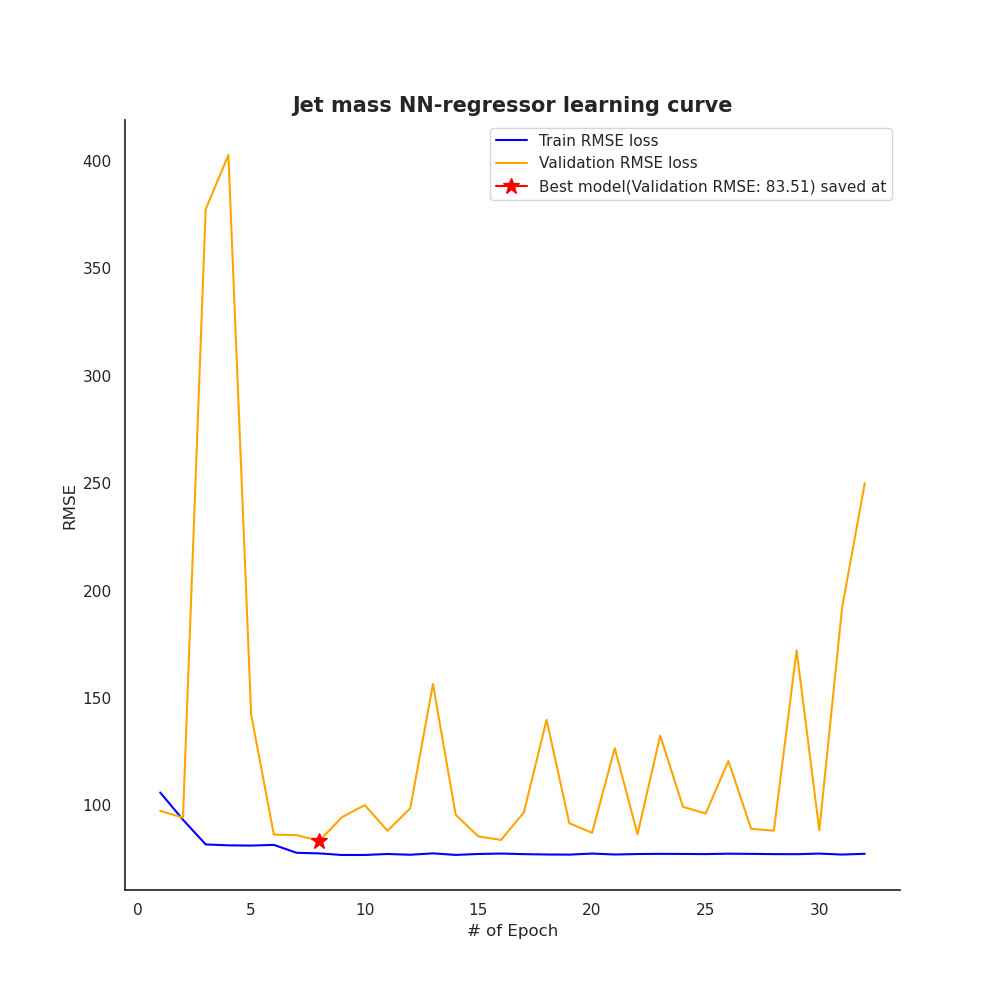 Jet mass NN-regressor learning curve
Train RMSE loss
Validation RMSE loss
Best model(Validation RMSE: 83.51) saved at
400
350
300
250
200
150
100
RMSE
0 5 10 15 20 25 30
# of Epoch